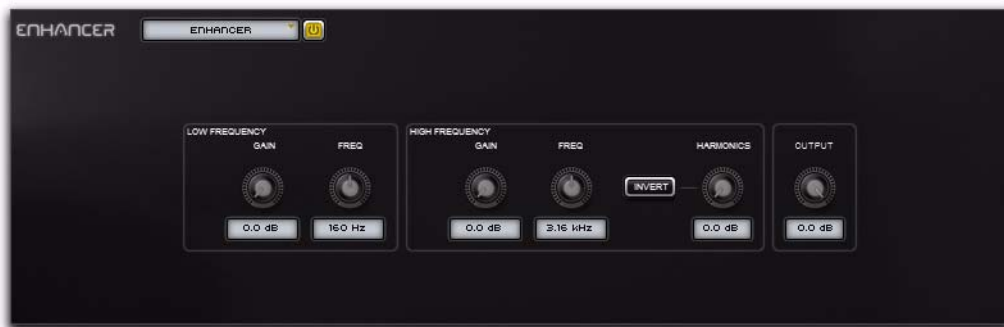 ENHANCER
ENHANCER
LOW FREQUENCY
GAIN FREQ
0.0 dB 160 Hz
HIGH FREQUENCY
GAIN FREQ HARMONICS
INVERT
0.0 dB 3.16 kHz 0.0 dB
OUTPUT
0.0 dB